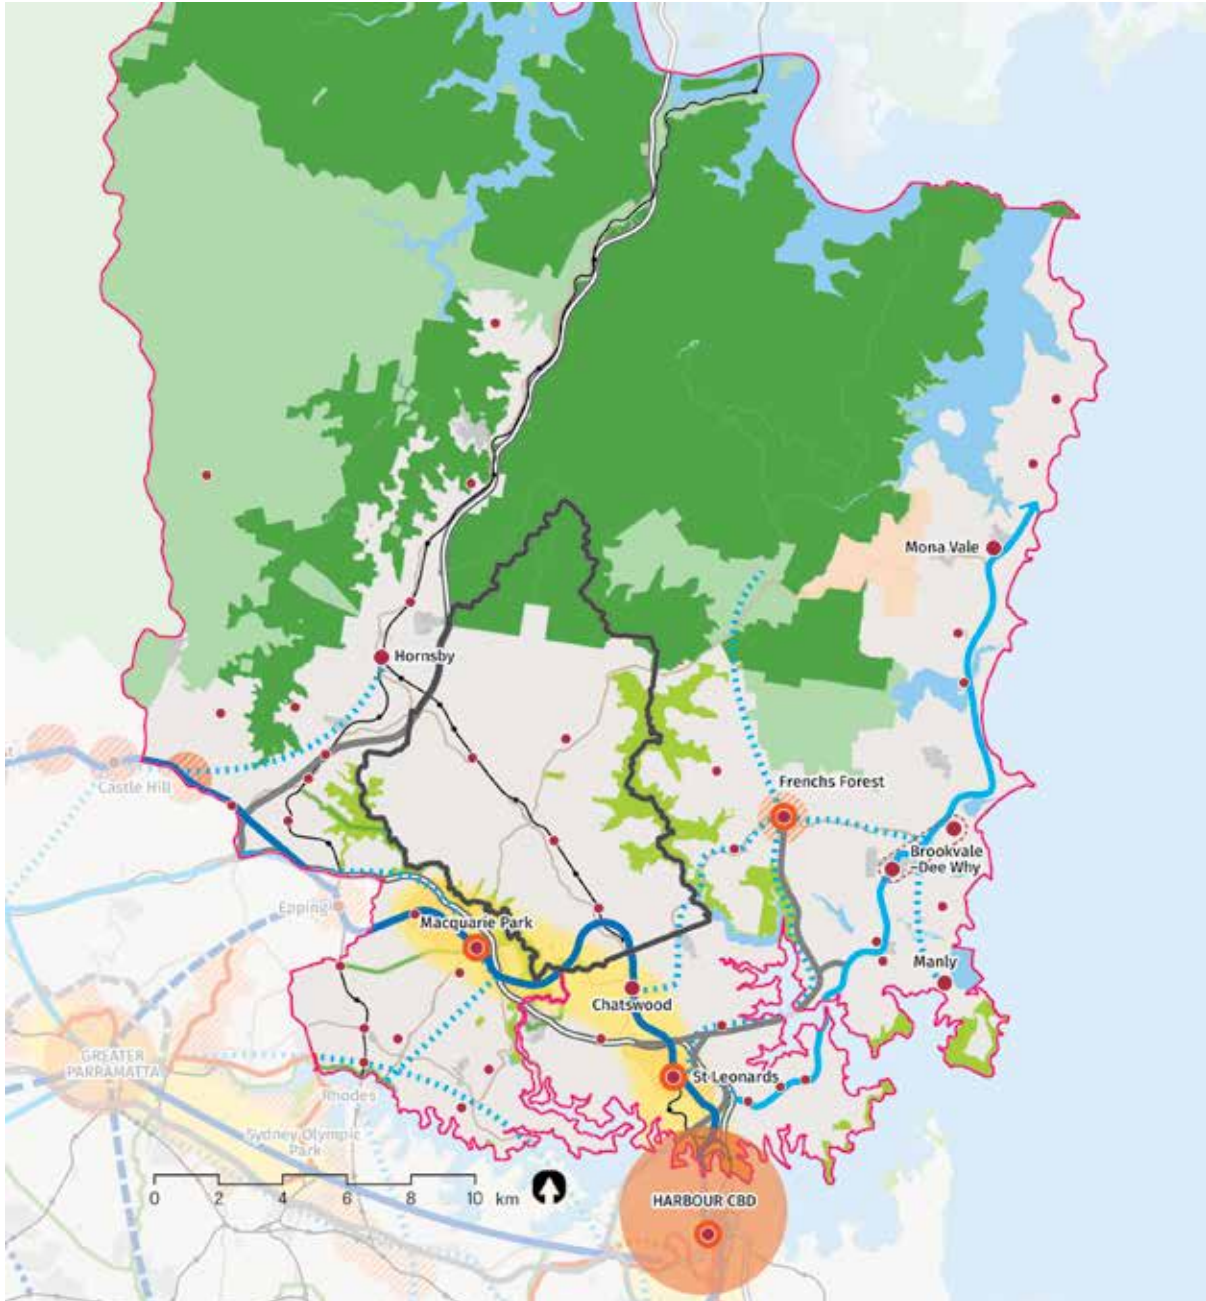 Mona Vale
Hornsby
Castle Hill
Frenchs Forest
Brookvale
-Dee Why
Epping
Macquarie Park
Manly
Chatswood
GREATER
PARRAMATTA
St Leonards
Rhodes
Sydney Olympic
Park
0 2 4 6 8 10 km
HARBOUR CBD